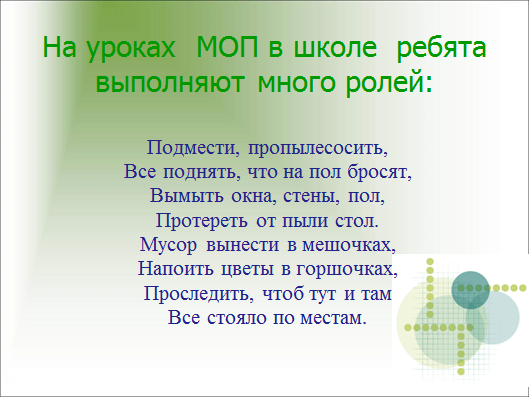 На уроках МОП в школе ребята
выполняют много ролей:
Подмести, пропылесосить,
Все поднять, что на пол бросят,
Вымыть окна, стены, пол,
Протереть от пыли стол.
Мусор вынести в мешочках,
Напоить цветы в горшочках,
Проследить, чтоб тут и там
Все стояло по местам.